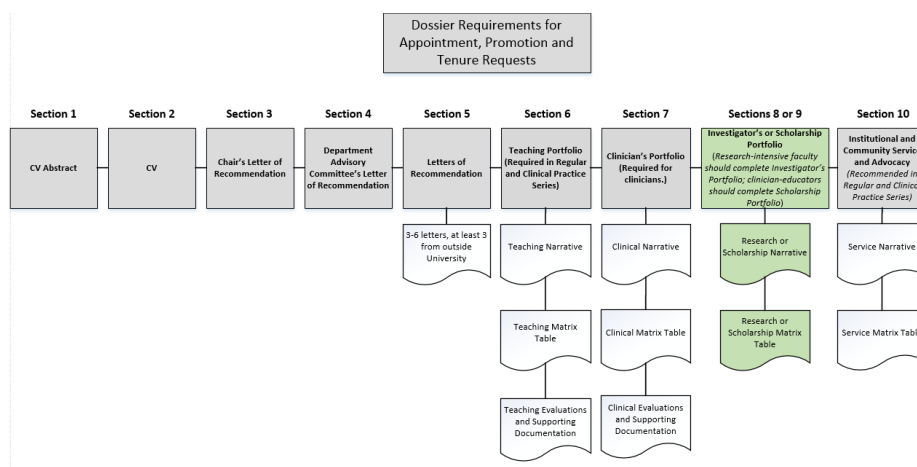 Dossier Requirements for
Appointment, Promotion and
Tenure Requests
Section 1
Section 2
Section 3
Section 4
Section 5
Section 6
Section 7
Sections 8 or 9
Section 10
CV Abstract
CV
Chair's Letter of
Recommendation
Department
Advisory
Committee's Letter
of Recommendation
Letters of
Recommendation
Teaching Portfolio
(Required in Regular
and Clinical Practice
Series)
Clinician's Portfolio
(Required for
clinicians.)
Investigator's or Scholarship
Portfolio
(Research-intensive faculty
should complete Investigator's
Portfolio; clinician-educators
should complete Scholarship
Portfolio)
Institutional and
Community Service
and Advocacy
(Recommended in
Regular and Clinical
Practice Series)
3-6 letters, at least 3
from outside
University
Teaching Narrative
Clinical Narrative
Research or
Scholarship Narrative
Service Narrative
Teaching Matrix
Table
Clinical Matrix Table
Research or
Scholarship Matrix
Table
Service Matrix Tabl
Teaching Evaluations
and Supporting
Documentation
Clinical Evaluations
and Supporting
Documentation